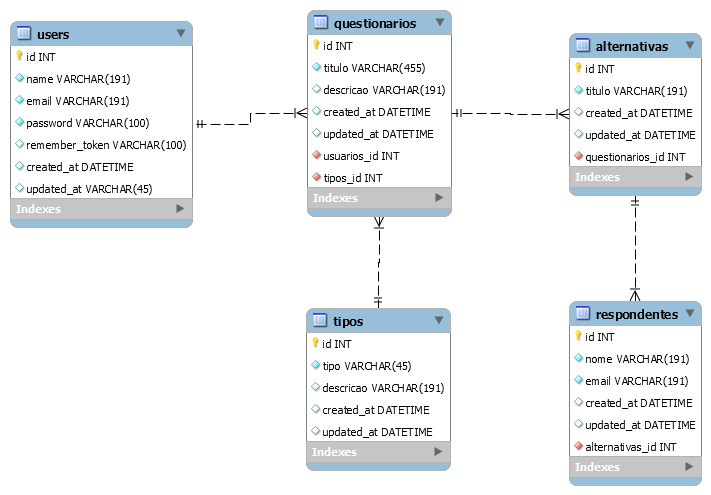 users
id INT
name VARCHAR(191)
email VARCHAR(191)
password VARCHAR(100)
remember_token VARCHAR(100)
created_at DATETIME
updated_at VARCHAR(45)
Indexes
questionarios
id INT
titulo VARCHAR(455)
descricao VARCHAR(191)
created_at DATETIME
updated_at DATETIME
usuarios_id INT
tipos_id INT
Indexes
alternativas
id INT
titulo VARCHAR(191)
created_at DATETIME
updated_at DATETIME
questionarios_id INT
Indexes
tipos
id INT
tipo VARCHAR(45)
descricao VARCHAR(191)
created_at DATETIME
updated_at DATETIME
Indexes
respondentes
id INT
nome VARCHAR(191)
email VARCHAR(191)
created_at DATETIME
updated_at DATETIME
alternativas_id INT
Indexes